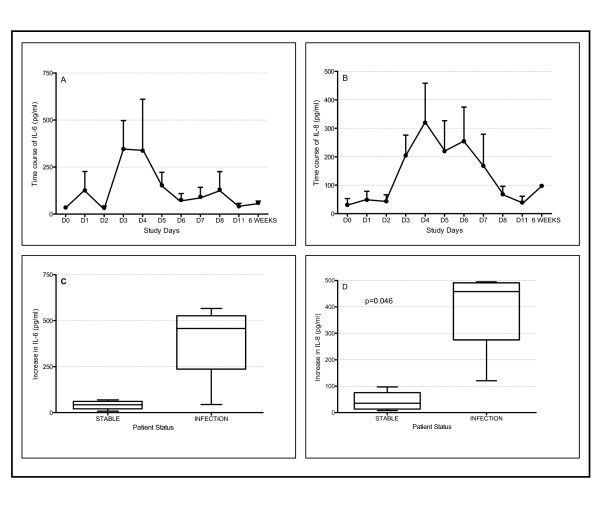 A
Time course of IL-6 (pg/ml)
750
500
250
0
D0 D1 D2 D3 D4 D5 D6 D7 D8 D11 6 WEEKS
Study Days
B
Time course of IL-8 (pg/ml)
500
400
300
200
100
0
D0 D1 D2 D3 D4 D5 D6 D7 D8 D11 6 WEEKS
Study Days
C
Increase in IL-6 (pg/ml)
750
500
250
0
STABLE INFECTION
Patient Status
D
p=0.046
Increase in IL-8 (pg/ml)
500
400
300
200
100
0
STABLE INFECTION
Patient Status